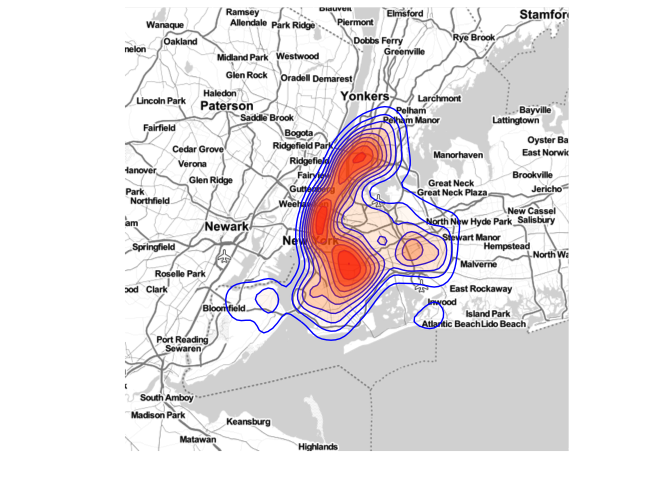 Ramsey
Elmsford
Stamford
Wanaque
Allendale
Park Ridge
Piermont
Oakland
Dobbs Ferry
Rye Brook
Greenville
Midland Park
Westwood
Glen Rock
Oradell
Demarest
Haledon
Yonkers
Lincoln Park
Paterson
Larchmont
Saddle Brook
Pelham
Bayville
Fairfield
Bogota
Pelham Manor
Lattingtown
Cedar Grove
Ridgefield Park
Oyster Ba
Verona
Ridgefield
Manorhaven
East Norwic
Hanover
Fairvie
Brookville
Glen Ridge
Great Neck
Park
Guttenberg
Great Neck Plaza
Jericho
Northfield
Weeha
New Cassel
am
Newark
North New Hyde Park
Salisbury
Springfield
New York
Stewart Manor
Hempstead
North Wa
Malverne
Roselle Park
ood
Clark
East Rockaway
Bloomfield
Inwood
Island Park
Atlantic Beach
Lido Beach
Port Reading
Sewaren
South Amboy
Madison Park
Keansburg
Matawan
Highlands